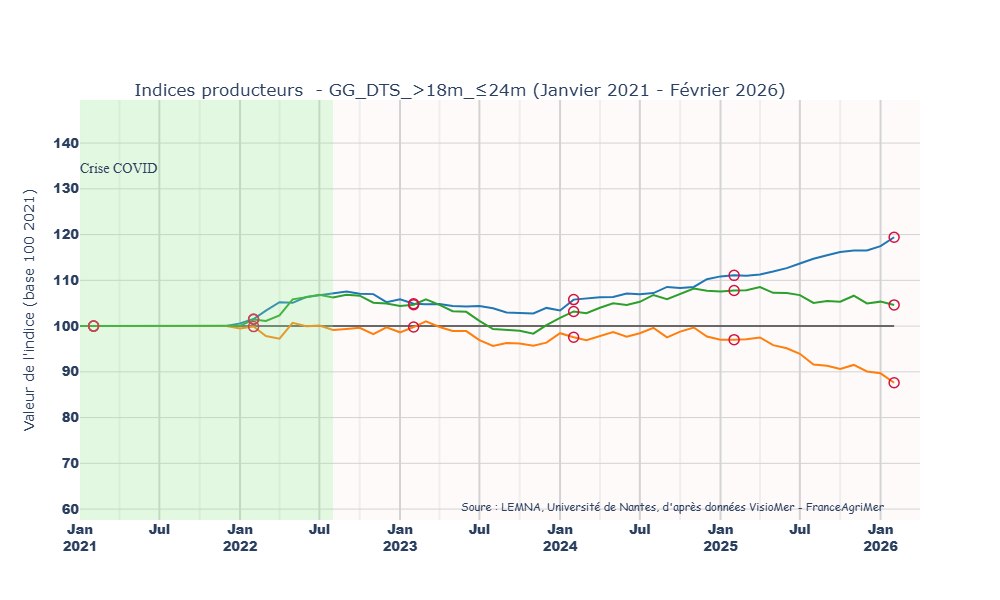 Indices producteurs  - GG_DTS_>18m_≤24m (Janvier 2021 - Février 2026)
Valeur de l'indice (base 100 2021)
140
Crise COVID
130
120
110
100
90
80
70
60
Soure : LEMNA, Université de Nantes, d'après données VisioMer - FranceAgriMer
Jan Jul Jan Jul Jan Jul Jan Jul Jan Jul Jan
2021 2022 2023 2024 2025 2026